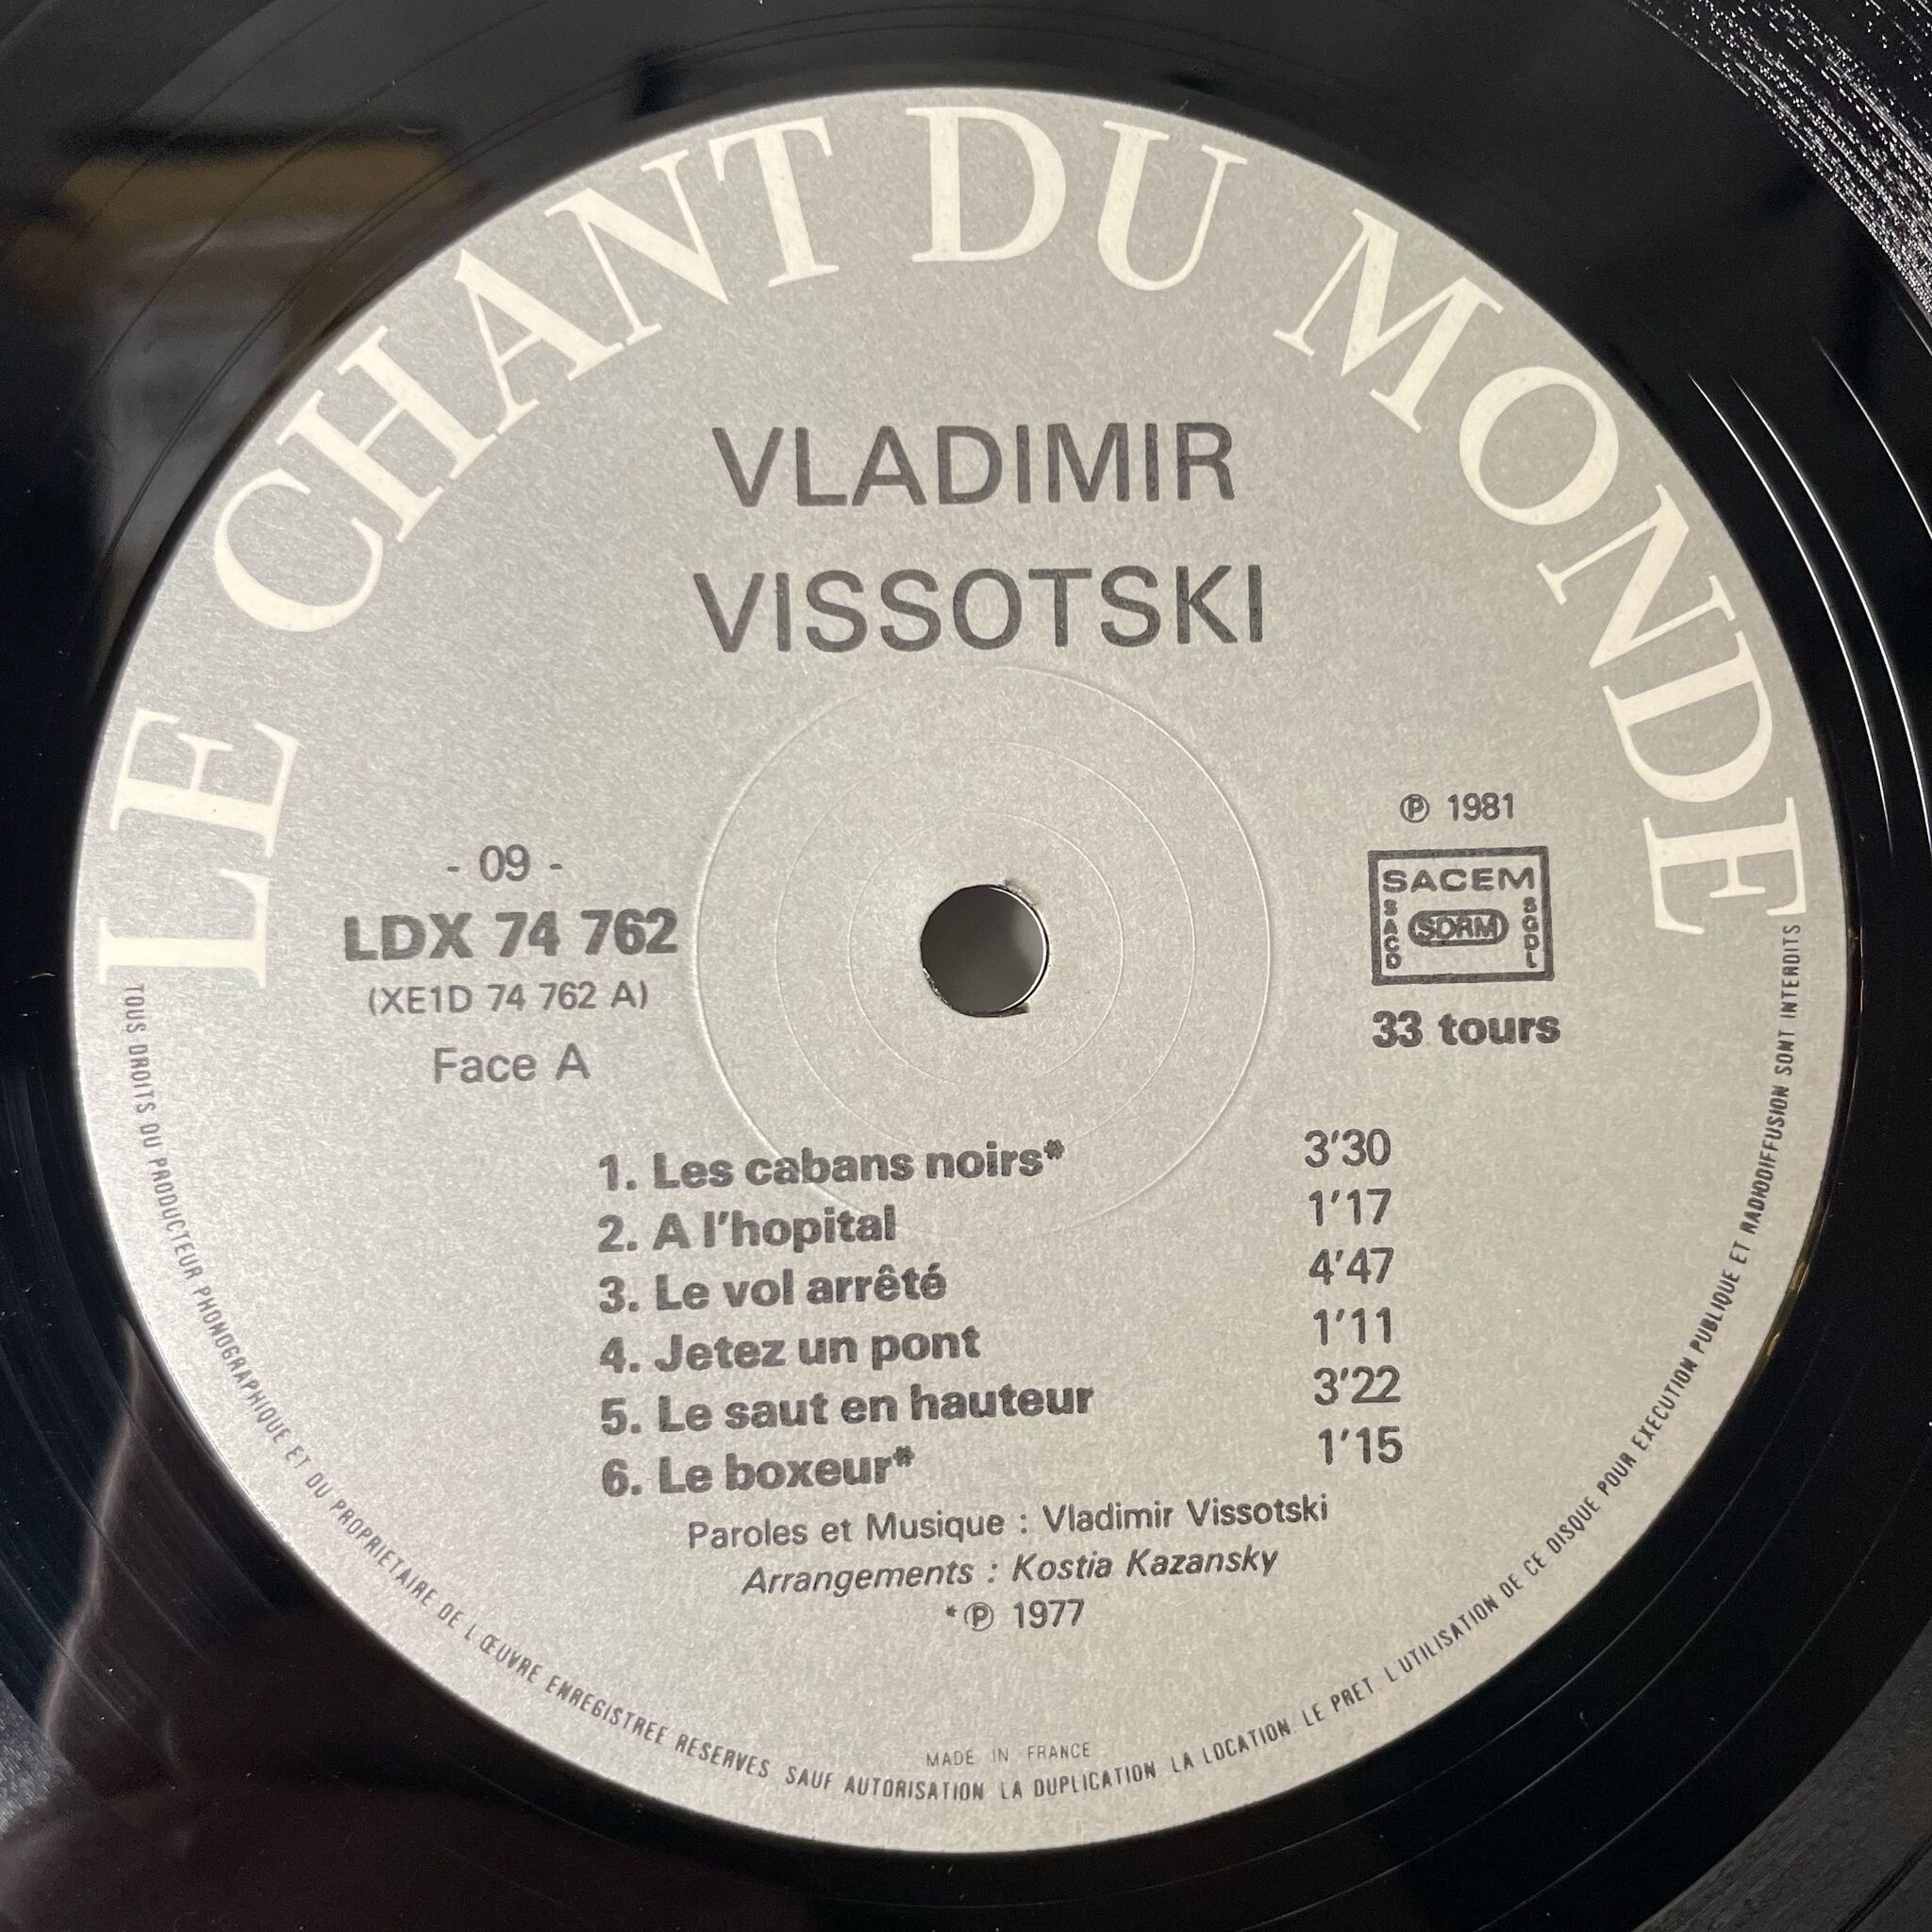 LE CHANT DU MONDE
VLADIMIR
VISSOTSKI
℗ 1981
- 09 -
LDX 74 762
(XE1D 74 762 A)
Face A
SACEM
SACD SDRM SGDL
33 tours
1. Les cabans noirs* 3'30
2. A l'hopital 1'17
3. Le vol arrêté 4'47
4. Jetez un pont 1'11
5. Le saut en hauteur 3'22
6. Le boxeur* 1'15
Paroles et Musique : Vladimir Vissotski
Arrangements : Kostia Kazansky
*℗ 1977
MADE IN FRANCE
TOUS DROITS DU PRODUCTEUR PHONOGRAPHIQUE ET DU PROPRIETAIRE DE L ŒUVRE ENREGISTREE RESERVES SAUF AUTORISATION LA DUPLICATION LA LOCATION. LE PRET L UTILISATION DE CE DISQUE POUR EXECUTION PUBLIQUE ET RADIODIFFUSION SONT INTERDITS